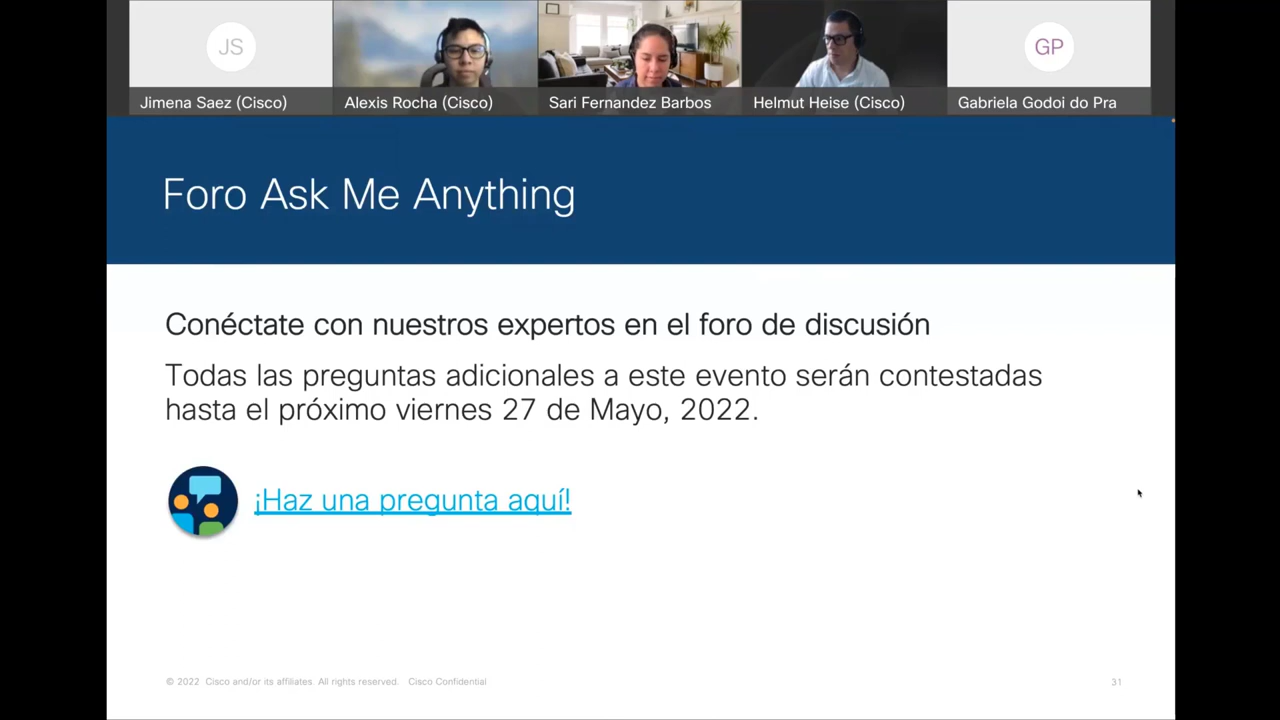 JS
GP
Jimena Saez (Cisco)
Alexis Rocha (Cisco)
Sari Fernandez Barbos
Helmut Heise (Cisco)
Gabriela Godoi do Pra
Foro Ask Me Anything
Conéctate con nuestros expertos en el foro de discusión
Todas las preguntas adicionales a este evento serán contestadas
hasta el próximo viernes 27 de Mayo, 2022.
¡Haz una pregunta aquí!
© 2022 Cisco and/or its affiliates. All rights reserved. Cisco Confidential
31